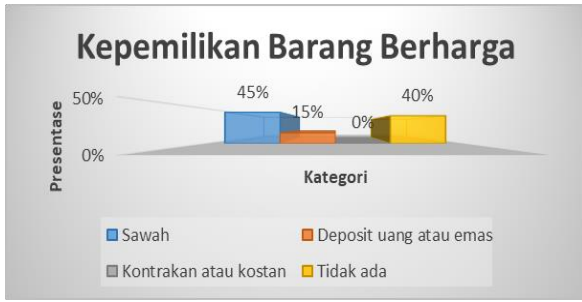 Kepemilikan Barang Berharga
45%
15%
0%
40%
50%
0%
Presentase
Kategori
Sawah
Deposit uang atau emas
Kontrakan atau kostan
Tidak ada